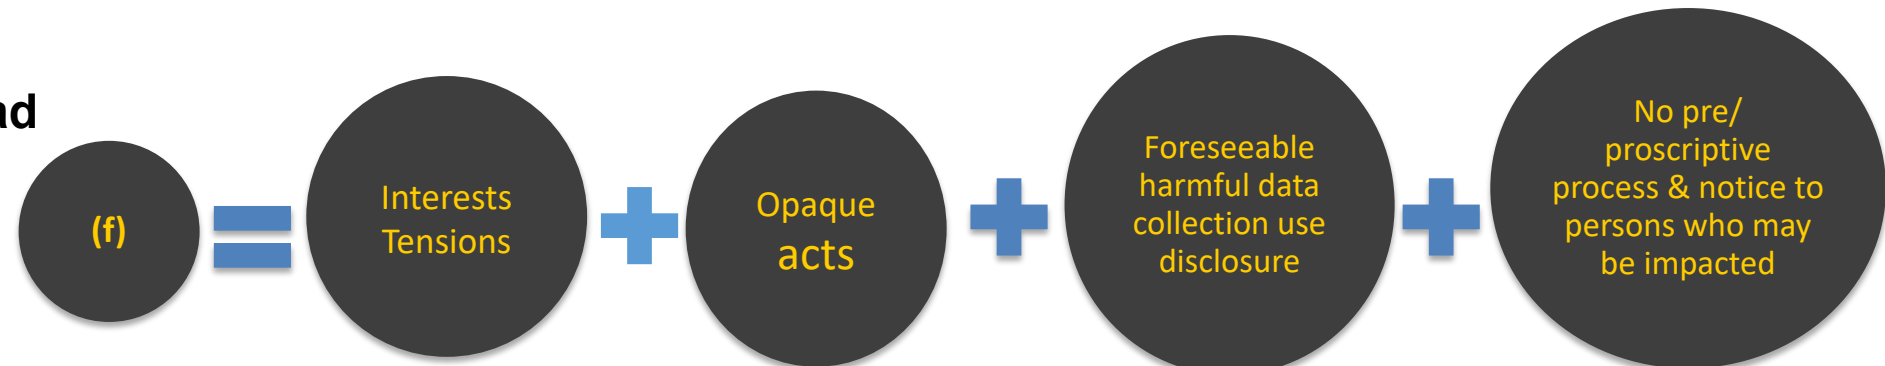 ad
(f)
Interests
Tensions
Opaque
acts
Foreseeable
harmful data
collection use
disclosure
No pre/
proscriptive
process & notice to
persons who may
be impacted